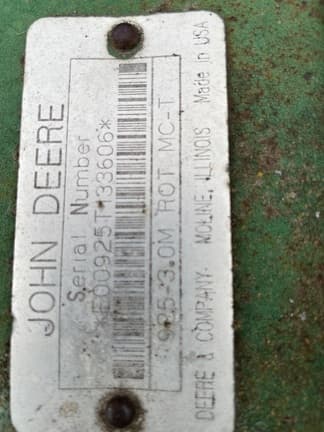 JOHN DEERE
Serial Number
*E00925T133606*
925-3.0M ROT MC-T
DEERE & COMPANY MOLINE, ILLINOIS Made in USA